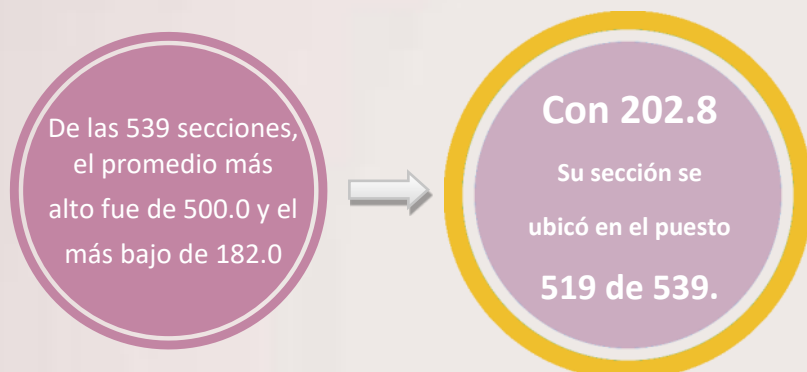 De las 539 secciones,
el promedio más
alto fue de 500.0 y el
más bajo de 182.0
Con 202.8
Su sección se
ubicó en el puesto
519 de 539.